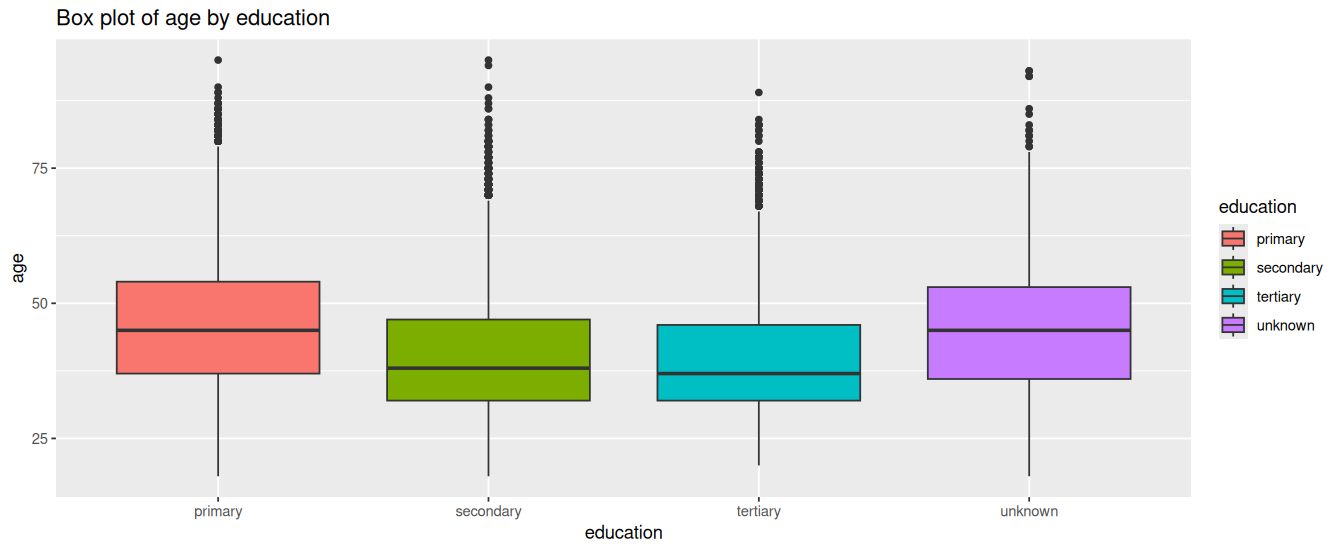 Box plot of age by education
75
50
25
age
primary
secondary
tertiary
unknown
education
education
primary
secondary
tertiary
unknown